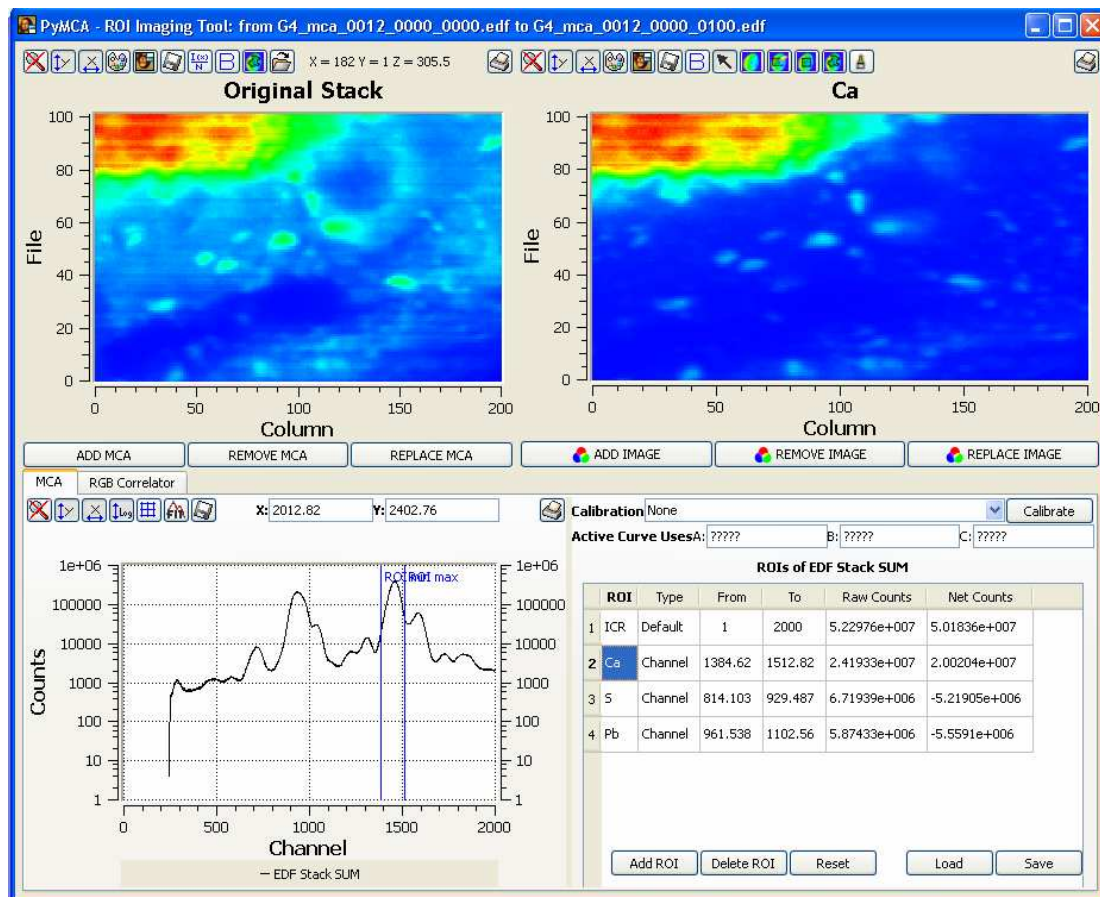 PyMCA - ROI Imaging Tool: from G4_mca_0012_0000_0000.edf to G4_mca_0012_0000_0100.edf
X = 182 Y = 1 Z = 305.5
Original Stack
100
80
60
40
20
0
File
0 50 100 150 200
Column
Ca
100
80
60
40
20
0
File
0 50 100 150 200
Column
ADD MCA REMOVE MCA REPLACE MCA
ADD IMAGE REMOVE IMAGE REPLACE IMAGE
MCA RGB Correlator
X: 2012.82 Y: 2402.76
1e+06 1e+06
100000 100000
10000 10000
1000 1000
100 100
10 10
1 1
Counts
ROI max
0 500 1000 1500 2000
Channel
— EDF Stack SUM
Calibration None Calibrate
Active Curve Uses A: ????? B: ????? C: ?????
ROIs of EDF Stack SUM
ROI Type From To Raw Counts Net Counts
1 ICR Default 1 2000 5.22976e+007 5.01836e+007
2 Ca Channel 1384.62 1512.82 2.41933e+007 2.00204e+007
3 S Channel 814.103 929.487 6.71939e+006 -5.21905e+006
4 Pb Channel 961.538 1102.56 5.87433e+006 -5.5591e+006
Add ROI Delete ROI Reset Load Save